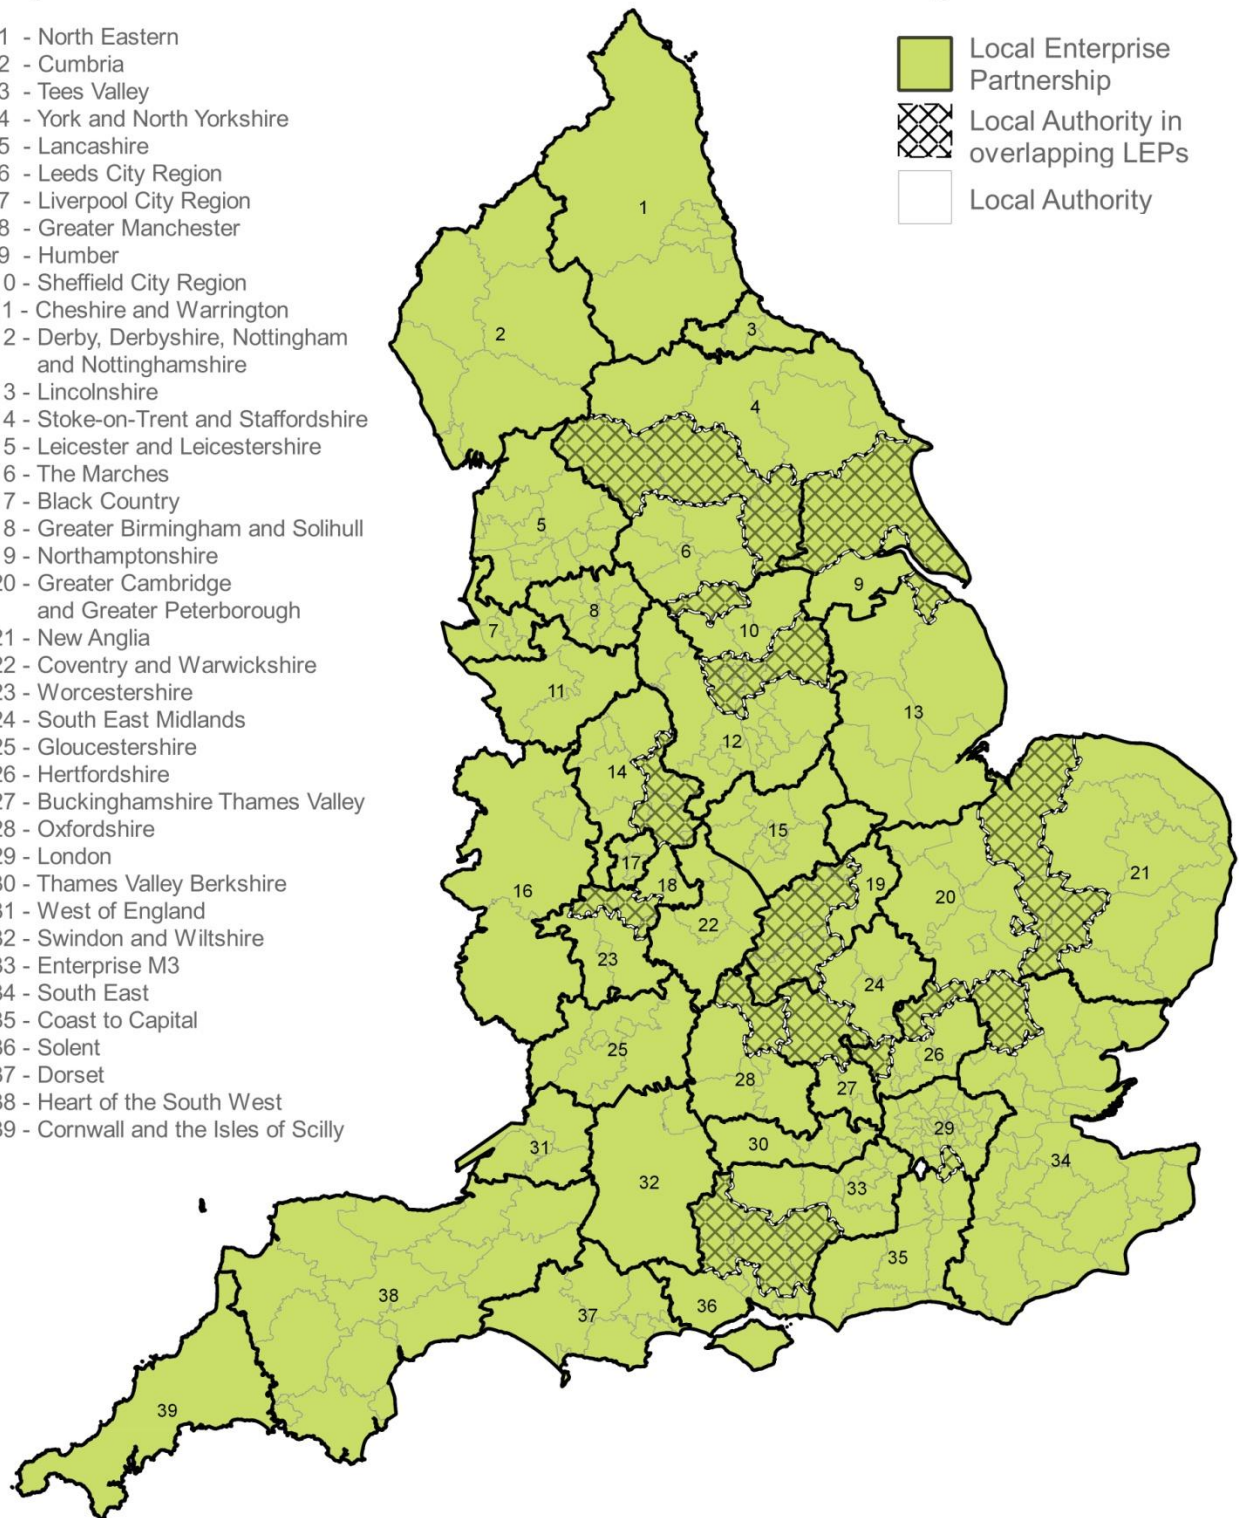 1 - North Eastern
2 - Cumbria
3 - Tees Valley
4 - York and North Yorkshire
5 - Lancashire
6 - Leeds City Region
7 - Liverpool City Region
8 - Greater Manchester
9 - Humber
0 - Sheffield City Region
1 - Cheshire and Warrington
2 - Derby, Derbyshire, Nottingham
and Nottinghamshire
3 - Lincolnshire
4 - Stoke-on-Trent and Staffordshire
5 - Leicester and Leicestershire
6 - The Marches
7 - Black Country
8 - Greater Birmingham and Solihull
9 - Northamptonshire
20 - Greater Cambridge
and Greater Peterborough
21 - New Anglia
22 - Coventry and Warwickshire
23 - Worcestershire
24 - South East Midlands
25 - Gloucestershire
26 - Hertfordshire
27 - Buckinghamshire Thames Valley
28 - Oxfordshire
29 - London
30 - Thames Valley Berkshire
31 - West of England
32 - Swindon and Wiltshire
33 - Enterprise M3
34 - South East
35 - Coast to Capital
36 - Solent
37 - Dorset
38 - Heart of the South West
39 - Cornwall and the Isles of Scilly
Local Enterprise
Partnership
Local Authority in
overlapping LEPs
Local Authority
1
2
3
4
5
6
7
8
9
10
11
12
13
14
15
16
17
18
19
20
21
22
23
24
25
26
27
28
29
30
31
32
33
34
35
36
37
38
39